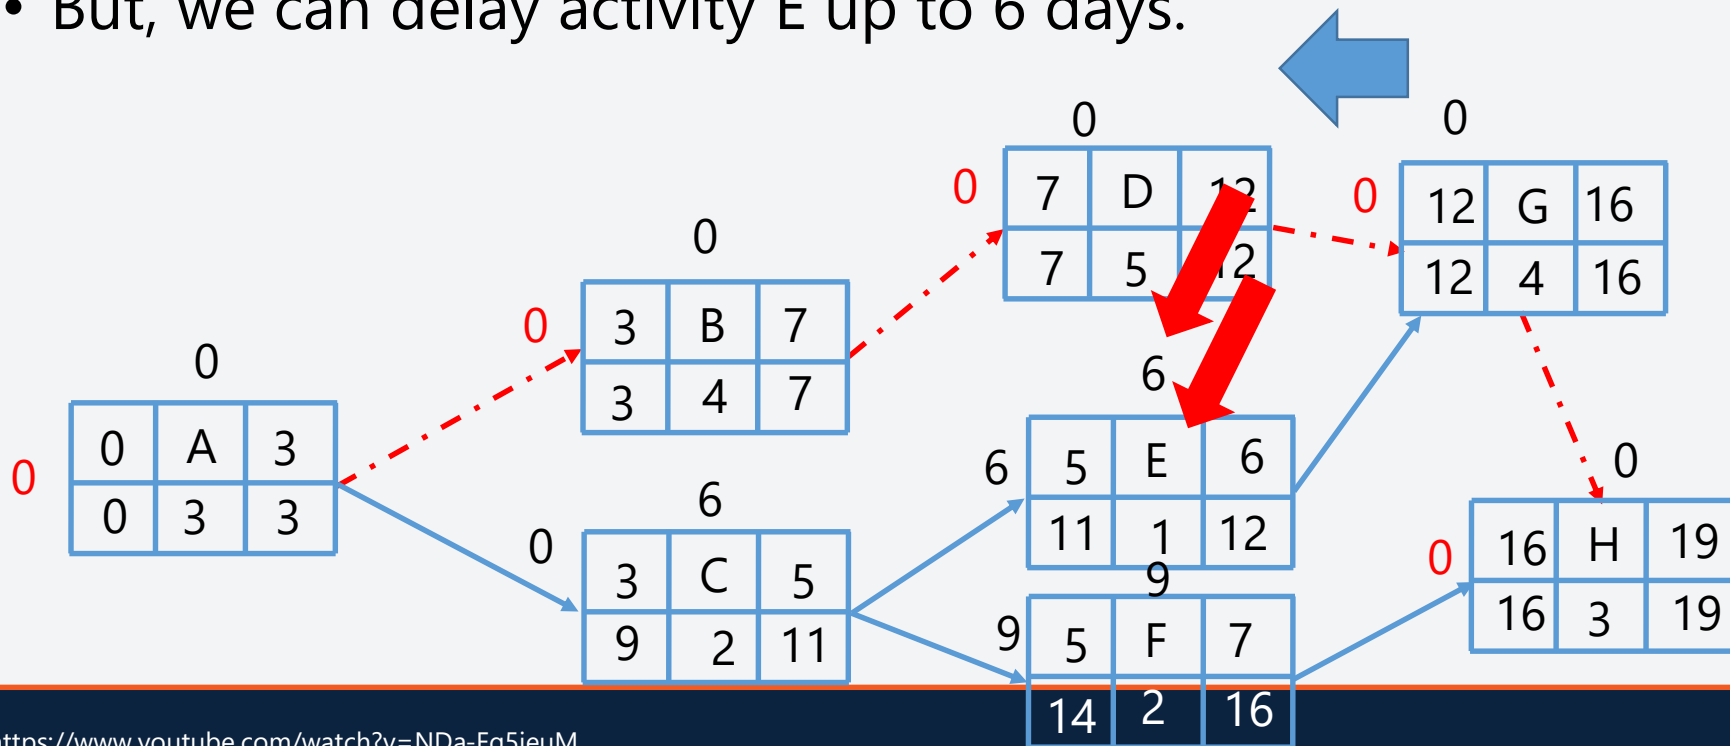 • But, we can delay activity E up to 6 days.
0
0
0
7 D 12
0
12 G 16
7 5 12
12 4 16
0
0
3 B 7
3 4 7
0
0 A 3
0
0 3 3
6
6
5 E 6
11 1 12
0
16 H 19
0
16 3 19
6
0
3 C 5
9 2 11
9
9
5 F 7
14 2 16
https://www.youtube.com/watch?v=NDa-Eg5jeuM